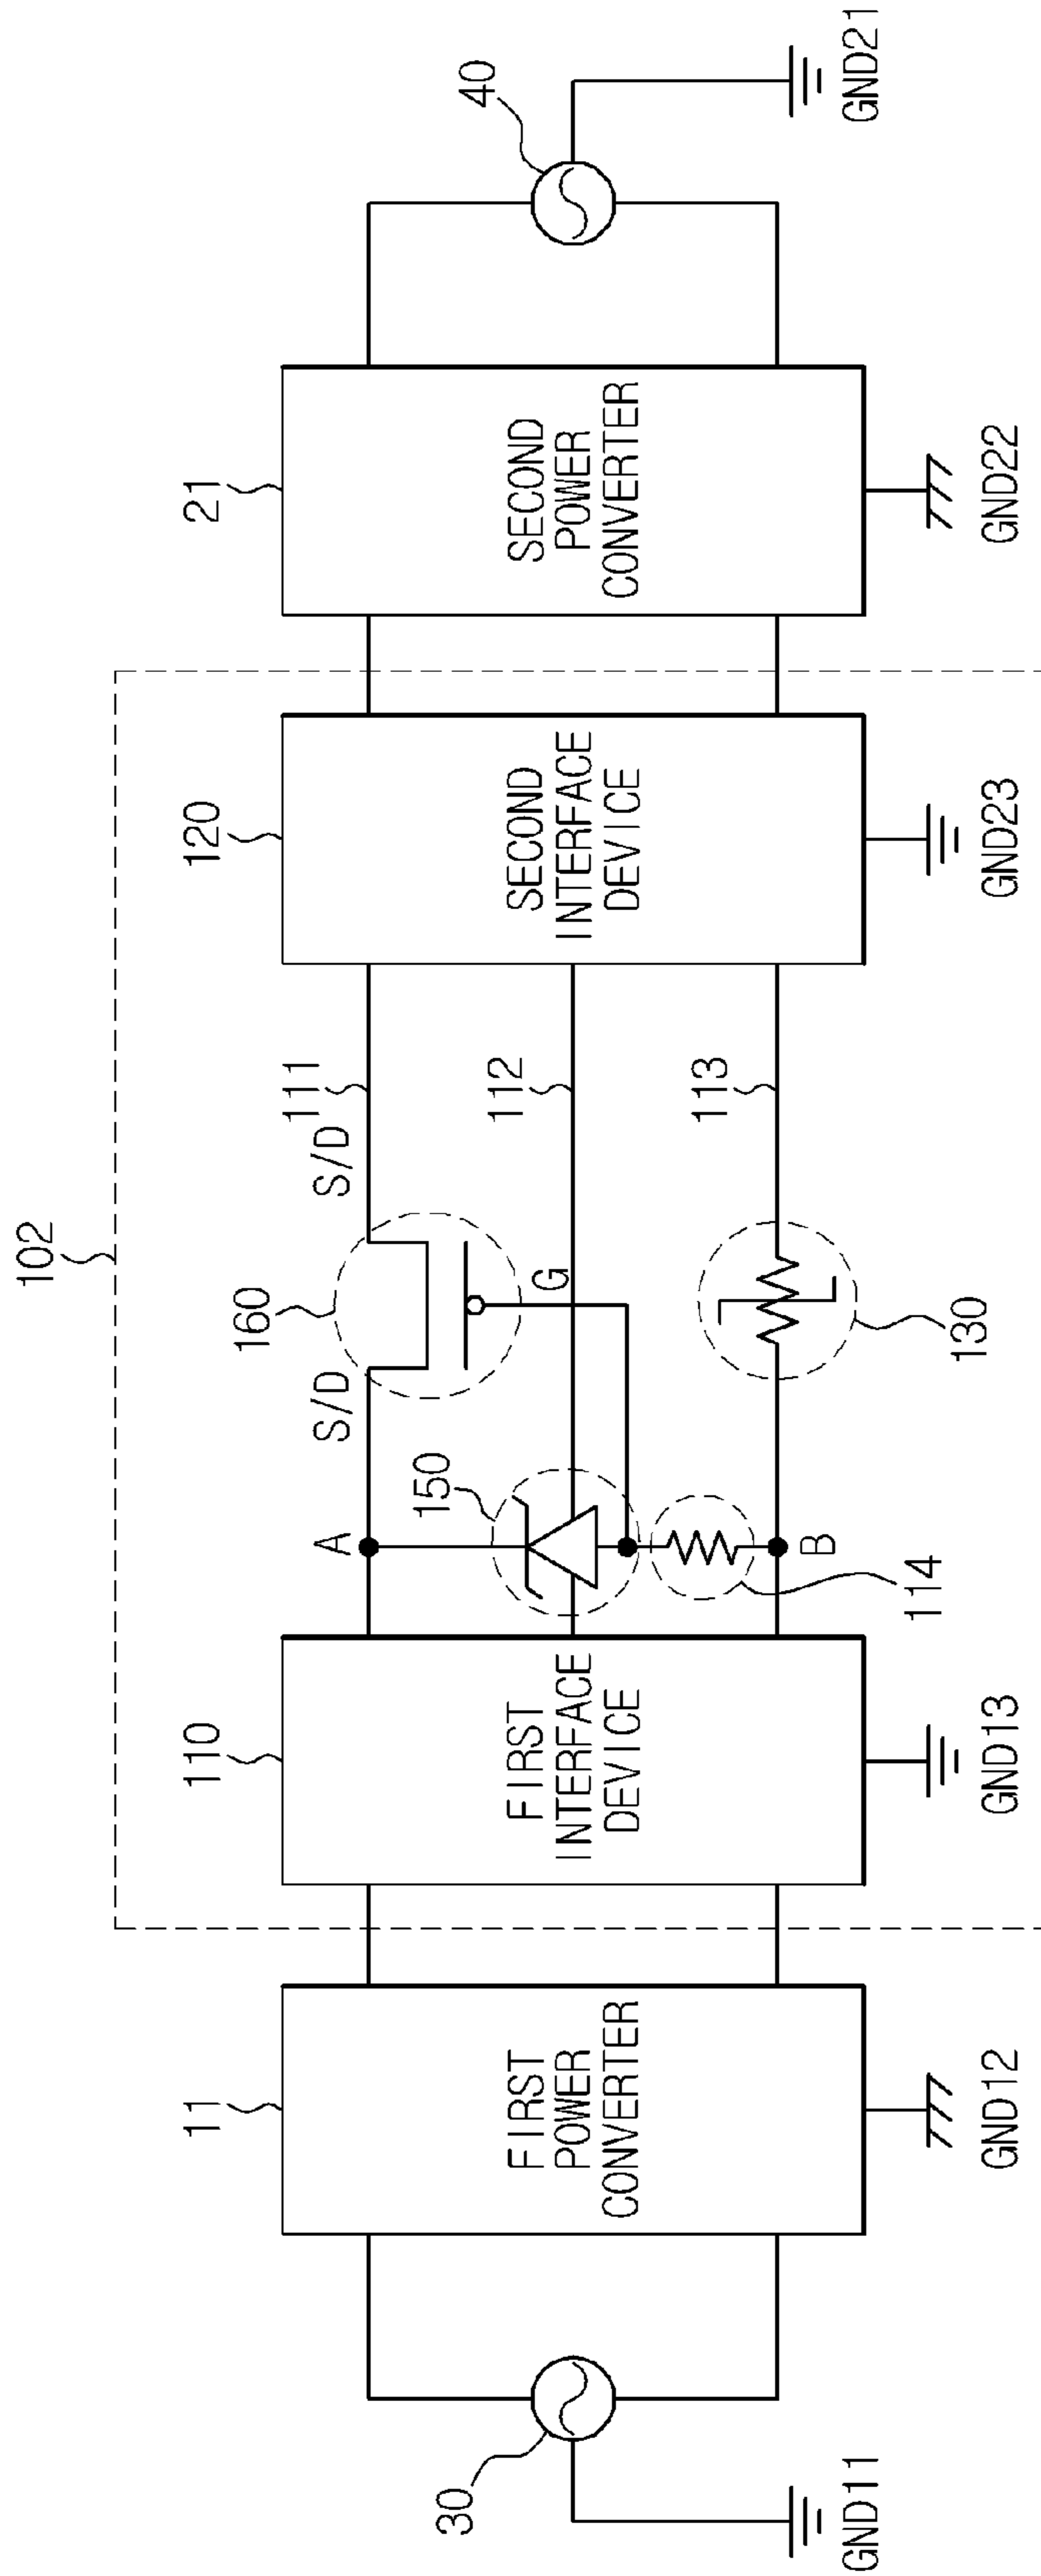 102
11
110
120
21
40
30
A
S/D
160
S/D
111
150
G
112
113
B
114
130
FIRST
POWER
CONVERTER
FIRST
INTERFACE
DEVICE
SECOND
INTERFACE
DEVICE
SECOND
POWER
CONVERTER
GND11
GND12
GND13
GND23
GND22
GND21